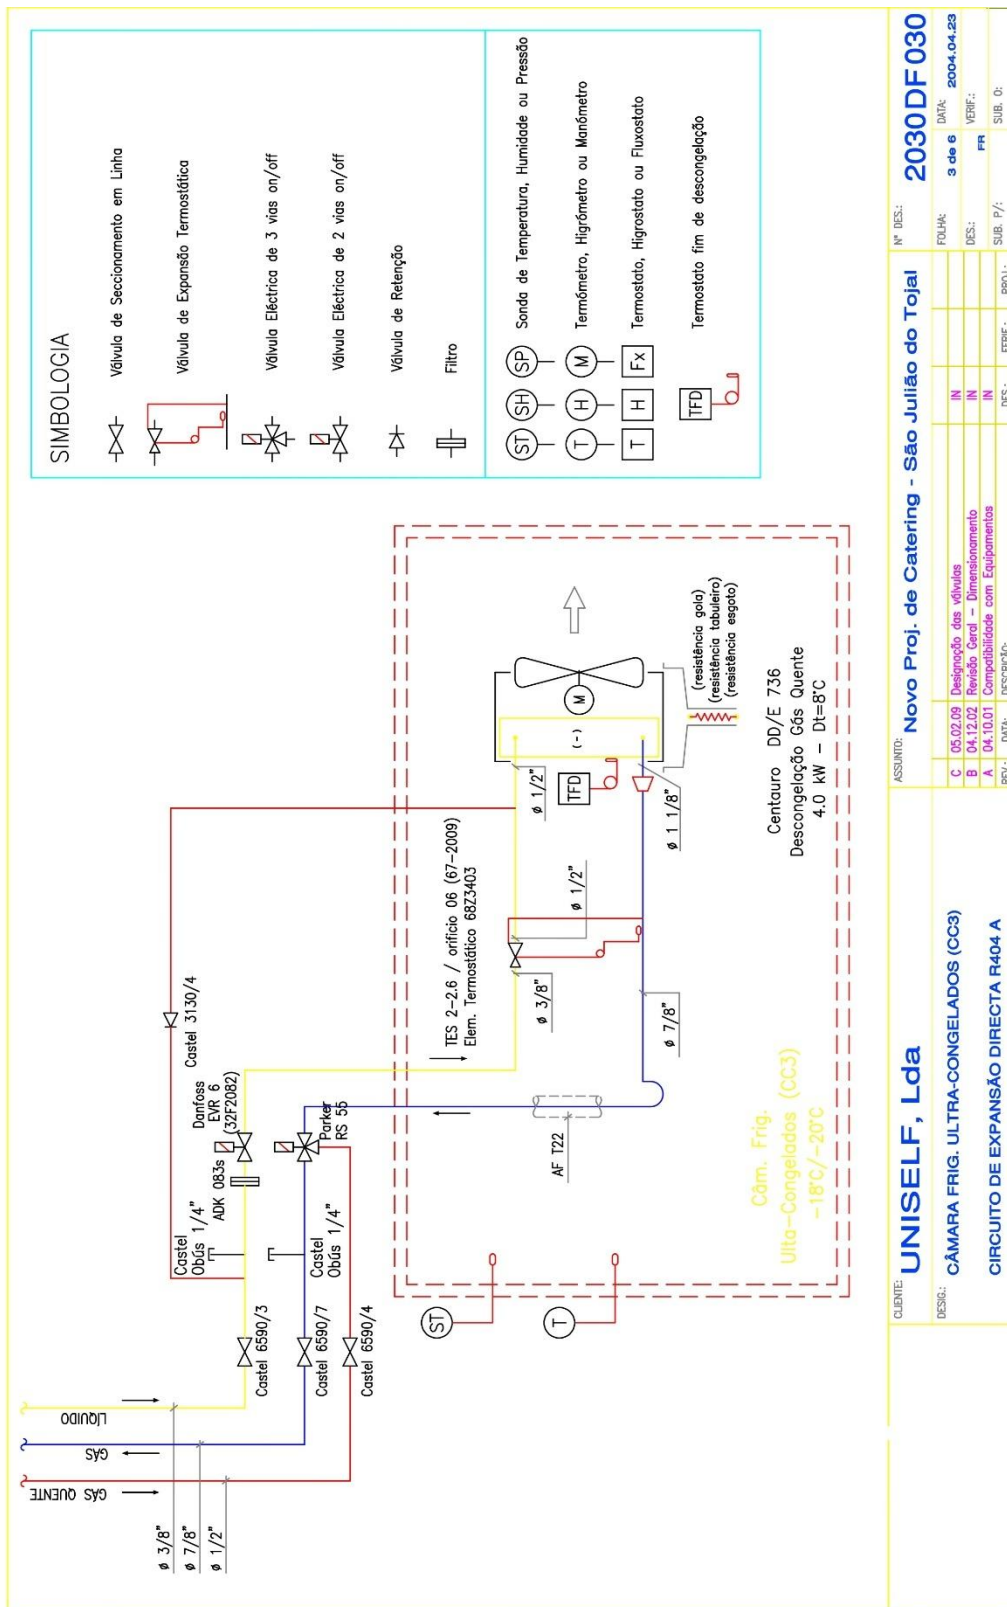 SIMBOLOGIA
Válvula de Seccionamento em Linha
Válvula de Expansão Termostática
Válvula Eléctrica de 3 vias on/off
Válvula Eléctrica de 2 vias on/off
Válvula de Retenção
Filtro
ST SH SP Sonda de Temperatura, Humidade ou Pressão
T H M Termómetro, Higrómetro ou Manómetro
T H Fx Termostato, Higrostato ou Fluxostato
TFD Termostato fim de descongelação
GÁS QUENTE
GÁS
LÍQUIDO
ø 3/8"
ø 7/8"
ø 1/2"
Castel 6590/3
Castel 6590/7
Castel 6590/4
Castel
Obús 1/4"
Castel
Obús 1/4"
ADK 083s
Danfoss
EVR 6
(32F2082)
Parker
RS 55
Castel 3130/4
TES 2-2.6 / orifício 06 (67-2009)
Elem. Termostático 68Z3403
ø 3/8"
ø 1/2"
ø 1/2"
ø 7/8"
ø 1 1/8"
AF T22
TFD
(-)
M
(resistência gola)
(resistência tabuleiro)
(resistência esgoto)
Centauro DD/E 736
Descongelação Gás Quente
4.0 kW - Dt=8°C
ST
T
Câm. Frig.
Ulta-Congelados (CC3)
-18°C/-20°C
CLIENTE:
UNISELF, Lda
DESIG.:
CÂMARA FRIG. ULTRA-CONGELADOS (CC3)
CIRCUITO DE EXPANSÃO DIRECTA R404 A
ASSUNTO:
Novo Proj. de Catering - São Julião do Tojal
C 05.02.09 Designação das válvulas IN
B 04.12.02 Revisão Geral - Dimensionamento IN
A 04.10.01 Compatibilidade com Equipamentos IN
REV.: DATA: DESCRIÇÃO: DES.:
Nº DES.:
2030DF030
FOLHA: 3 de 6 DATA: 2004.04.23
DES.: FR VERIF.:
SUB. P/: SUB. O: